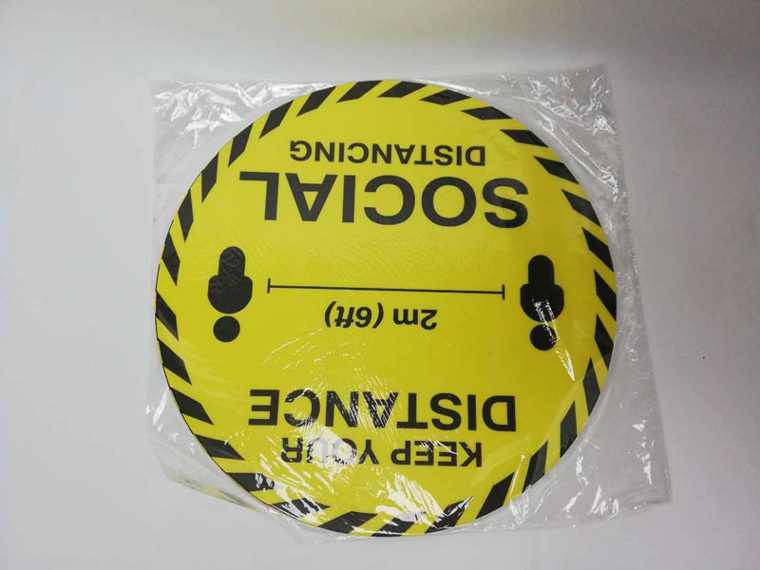 KEEP YOUR
DISTANCE
2m (6ft)
SOCIAL
DISTANCING